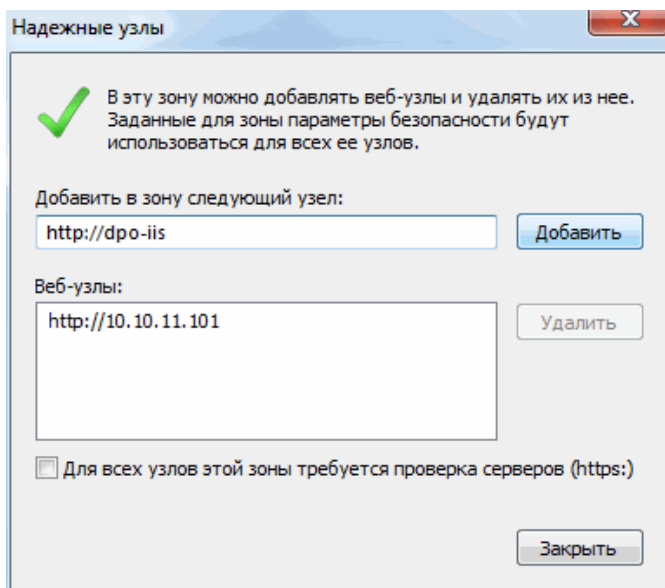 Надежные узлы
В эту зону можно добавлять веб-узлы и удалять их из нее.
Заданные для зоны параметры безопасности будут
использоваться для всех ее узлов.
Добавить в зону следующий узел:
http://dpo-iis
Добавить
Веб-узлы:
http://10.10.11.101
Удалить
Для всех узлов этой зоны требуется проверка серверов (https:)
Закрыть